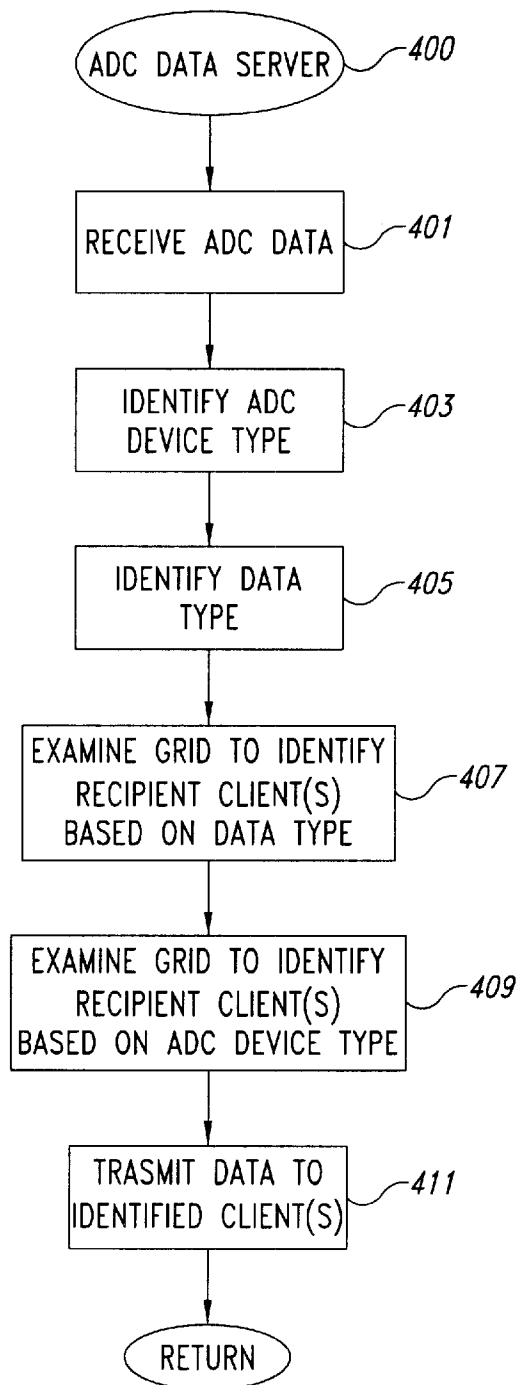 ADC DATA SERVER
400
RECEIVE ADC DATA
401
IDENTIFY ADC
DEVICE TYPE
403
IDENTIFY DATA
TYPE
405
EXAMINE GRID TO IDENTIFY
RECIPIENT CLIENT(S)
BASED ON DATA TYPE
407
EXAMINE GRID TO IDENTIFY
RECIPIENT CLIENT(S)
BASED ON ADC DEVICE TYPE
409
TRASMIT DATA TO
IDENTIFIED CLIENT(S)
411
RETURN